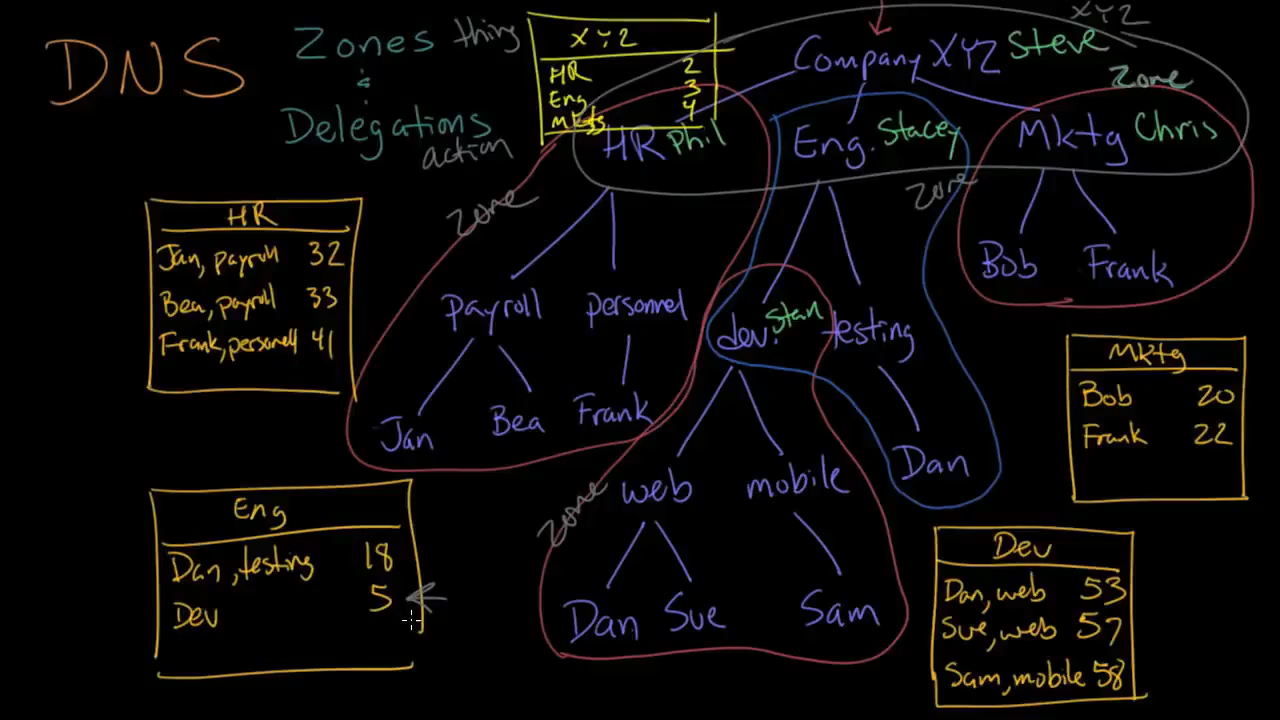 DNS
Zones thing
&
Delegations
action
XYZ
HR 2
Eng 3
Mktg 4
XYZ
Company XYZ Steve
Zone
HR Phil
Eng. Stacey
Mktg Chris
zone
zone
HR
Jan, payroll 32
Bea, payroll 33
Frank, personell 41
payroll
personnel
Jan
Bea
Frank
dev. Stan
testing
Bob
Frank
Mktg
Bob 20
Frank 22
Dan
zone
web
mobile
Dan
Sue
Sam
Eng
Dan, testing 18
Dev 5
Dev
Dan, web 53
Sue, web 57
Sam, mobile 58